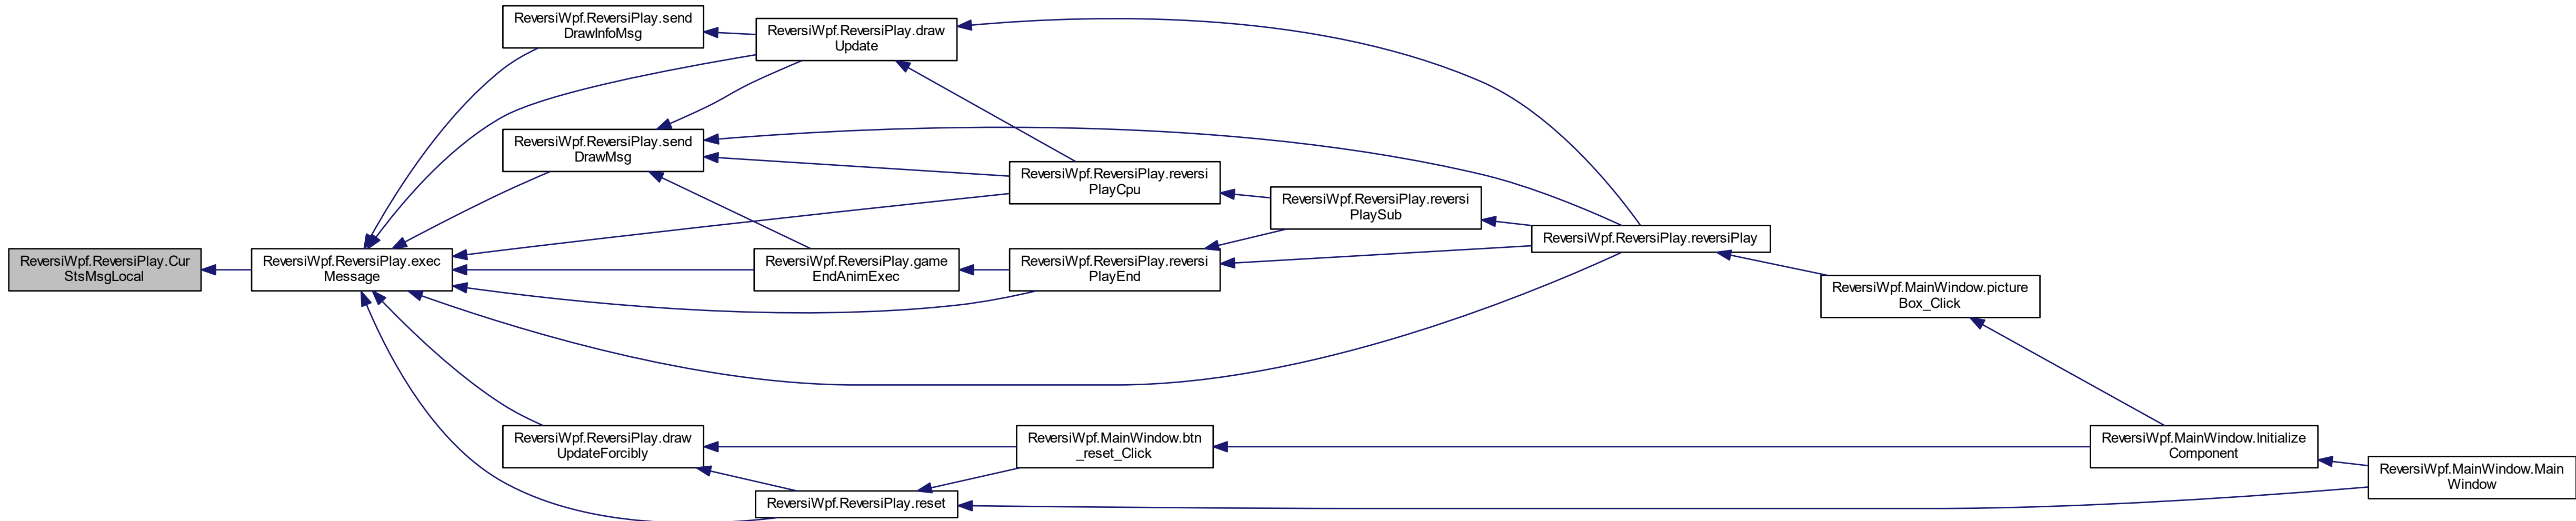 ReversiWpf.ReversiPlay.Cur
StsMsgLocal
ReversiWpf.ReversiPlay.exec
Message
ReversiWpf.ReversiPlay.send
DrawInfoMsg
ReversiWpf.ReversiPlay.draw
Update
ReversiWpf.ReversiPlay.send
DrawMsg
ReversiWpf.ReversiPlay.reversi
PlayCpu
ReversiWpf.ReversiPlay.reversi
PlaySub
ReversiWpf.ReversiPlay.reversiPlay
ReversiWpf.ReversiPlay.game
EndAnimExec
ReversiWpf.ReversiPlay.reversi
PlayEnd
ReversiWpf.MainWindow.picture
Box_Click
ReversiWpf.ReversiPlay.draw
UpdateForcibly
ReversiWpf.MainWindow.btn
_reset_Click
ReversiWpf.MainWindow.Initialize
Component
ReversiWpf.MainWindow.Main
Window
ReversiWpf.ReversiPlay.reset